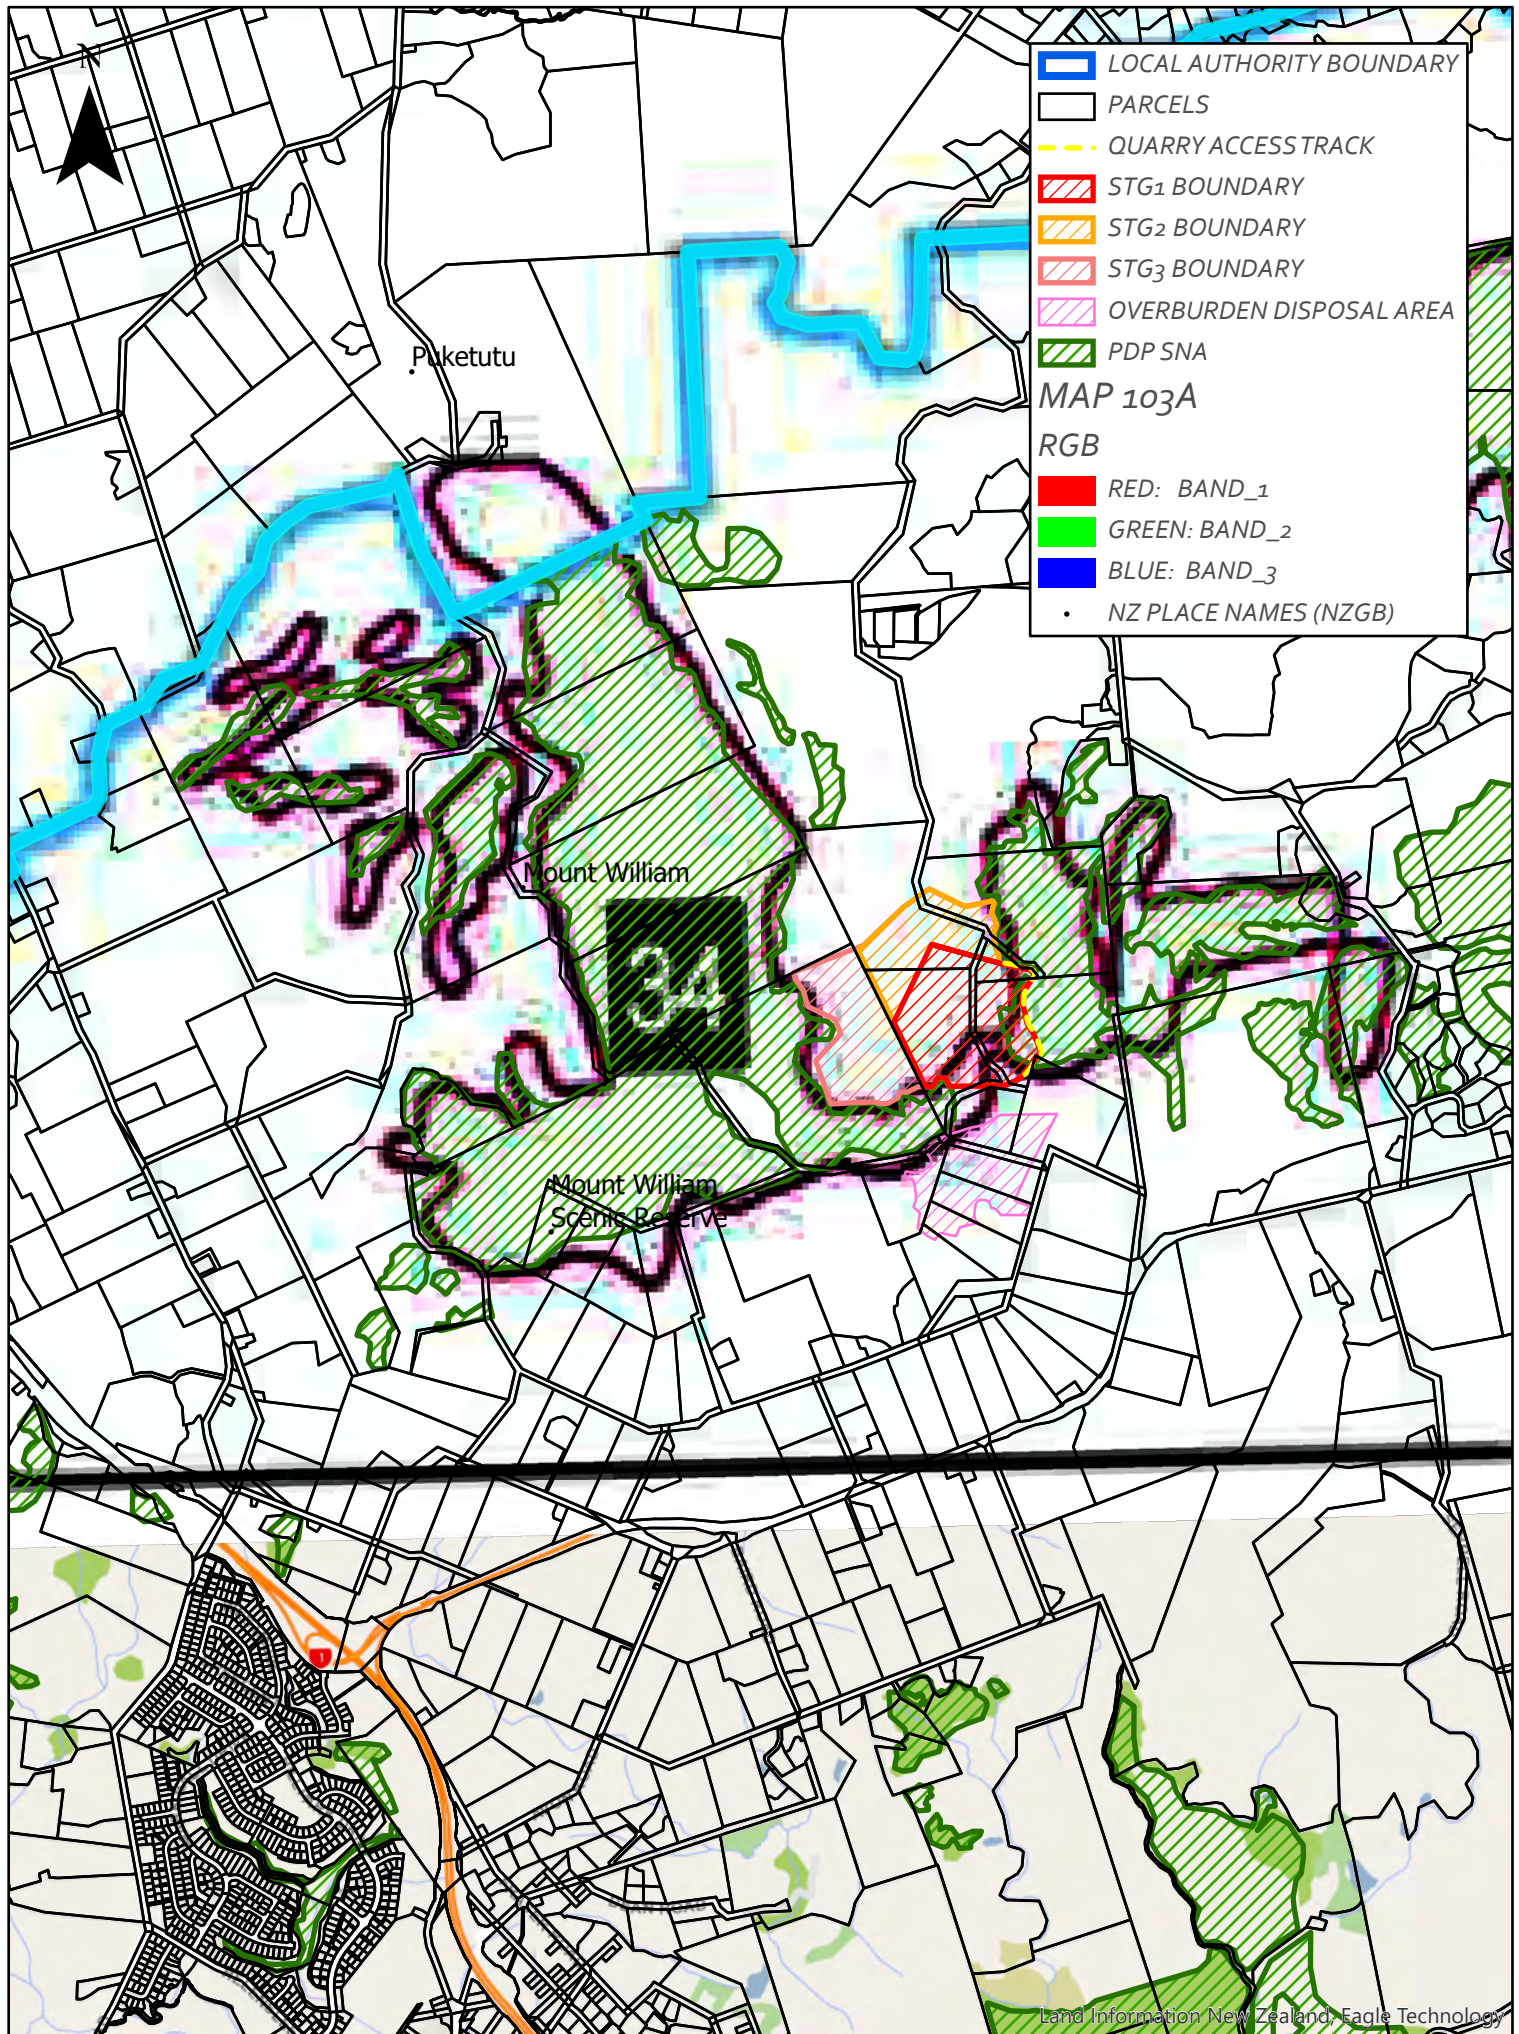 N
LOCAL AUTHORITY BOUNDARY
PARCELS
QUARRY ACCESS TRACK
STG1 BOUNDARY
STG2 BOUNDARY
STG3 BOUNDARY
OVERBURDEN DISPOSAL AREA
PDP SNA
MAP 103A
RGB
RED: BAND_1
GREEN: BAND_2
BLUE: BAND_3
NZ PLACE NAMES (NZGB)
Puketutu
Mount William
34
Mount William
Scenic Reserve
1
Land Information New Zealand, Eagle Technology